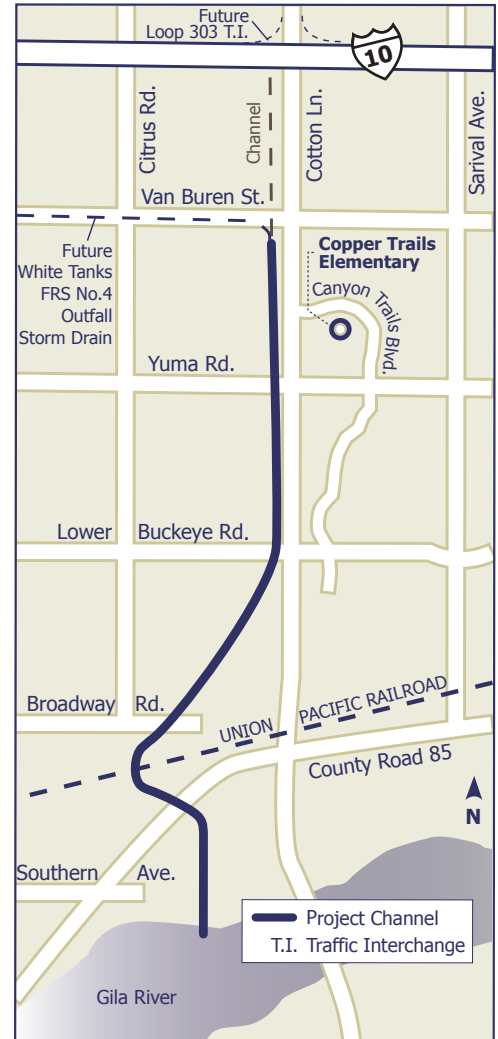 Future
Loop 303 T.I.
10
Citrus Rd.
Channel
Cotton Ln.
Sarival Ave.
Van Buren St.
Future
White Tanks
FRS No.4
Outfall
Storm Drain
Copper Trails
Elementary
Canyon Trails Blvd.
Yuma Rd.
Lower Buckeye Rd.
Broadway Rd.
UNION PACIFIC RAILROAD
County Road 85
N
Southern Ave.
Project Channel
T.I. Traffic Interchange
Gila River